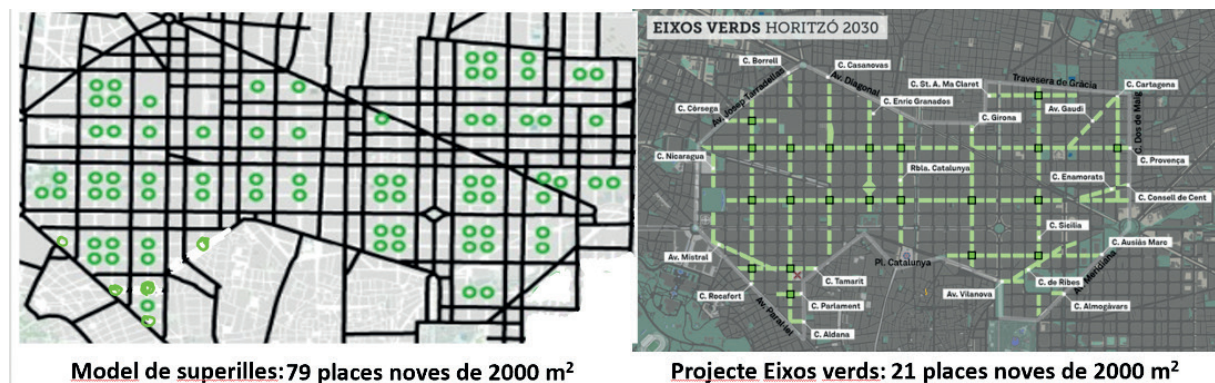 EIXOS VERDS HORITZÓ 2030
C. Borrell
C. Casanovas
Av. Josep Tarradellas
Av. Diagonal
C. St. A. Ma Claret
Travesera de Gràcia
C. Cartagena
C. Còrsega
C. Enric Granados
Av. Gaudí
C. Dos de Maig
C. Girona
C. Nicaragua
C. Provença
Rbla. Catalunya
C. Enamorats
C. Consell de Cent
C. Sicília
C. Ausiàs Marc
Av. Mistral
Pl. Catalunya
Av. Meridiana
C. Tamarit
C. de Ribes
C. Rocafort
Av. Paral·lel
C. Parlament
Av. Vilanova
C. Almogàvars
C. Aldana
Model de superilles: 79 places noves de 2000 m²
Projecte Eixos verds: 21 places noves de 2000 m²